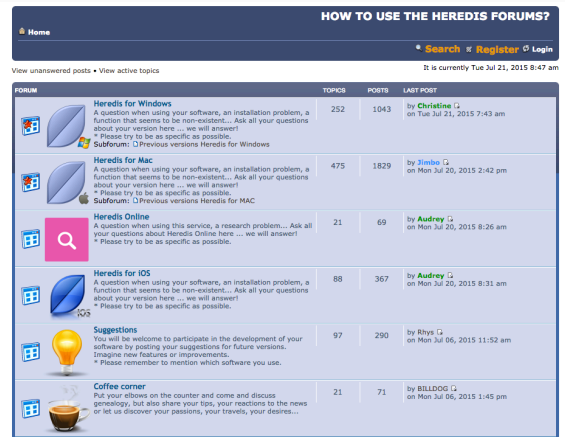 HOW TO USE THE HEREDIS FORUMS?
Home
Search Register Login
It is currently Tue Jul 21, 2015 8:47 am
View unanswered posts • View active topics
FORUM TOPICS POSTS LAST POST
Heredis for Windows
A question when using your software, an installation problem, a
function that seems to be non-existent... Ask all your questions
about your version here ... we will answer!
* Please try to be as specific as possible.
Subforum: Previous versions Heredis for Windows
252 1043 by Christine
on Tue Jul 21, 2015 7:43 am
Heredis for Mac
A question when using your software, an installation problem, a
function that seems to be non-existent... Ask all your questions
about your version here ... we will answer!
* Please try to be as specific as possible.
Subforum: Previous versions Heredis for MAC
475 1829 by Jimbo
on Mon Jul 20, 2015 2:42 pm
Heredis Online
A question when using this service, a research problem... Ask all
your questions about Heredis Online here ... we will answer!
* Please try to be as specific as possible.
21 69 by Audrey
on Mon Jul 20, 2015 8:26 am
Heredis for iOS
A question when using your software, an installation problem, a
function that seems to be non-existent... Ask all your questions
about your version here ... we will answer!
* Please try to be as specific as possible.
iOS
88 367 by Audrey
on Mon Jul 20, 2015 8:31 am
Suggestions
You will be welcome to participate in the development of your
software by posting your suggestions for future versions.
Imagine new features or improvements.
* Please remember to mention which software you use.
97 290 by Rhys
on Mon Jul 06, 2015 11:52 am
Coffee corner
Put your elbows on the counter and come and discuss
genealogy, but also share your tips, your reactions to the news
or let us discover your passions, your travels, your desires...
21 71 by BILLDOG
on Mon Jul 06, 2015 1:45 pm